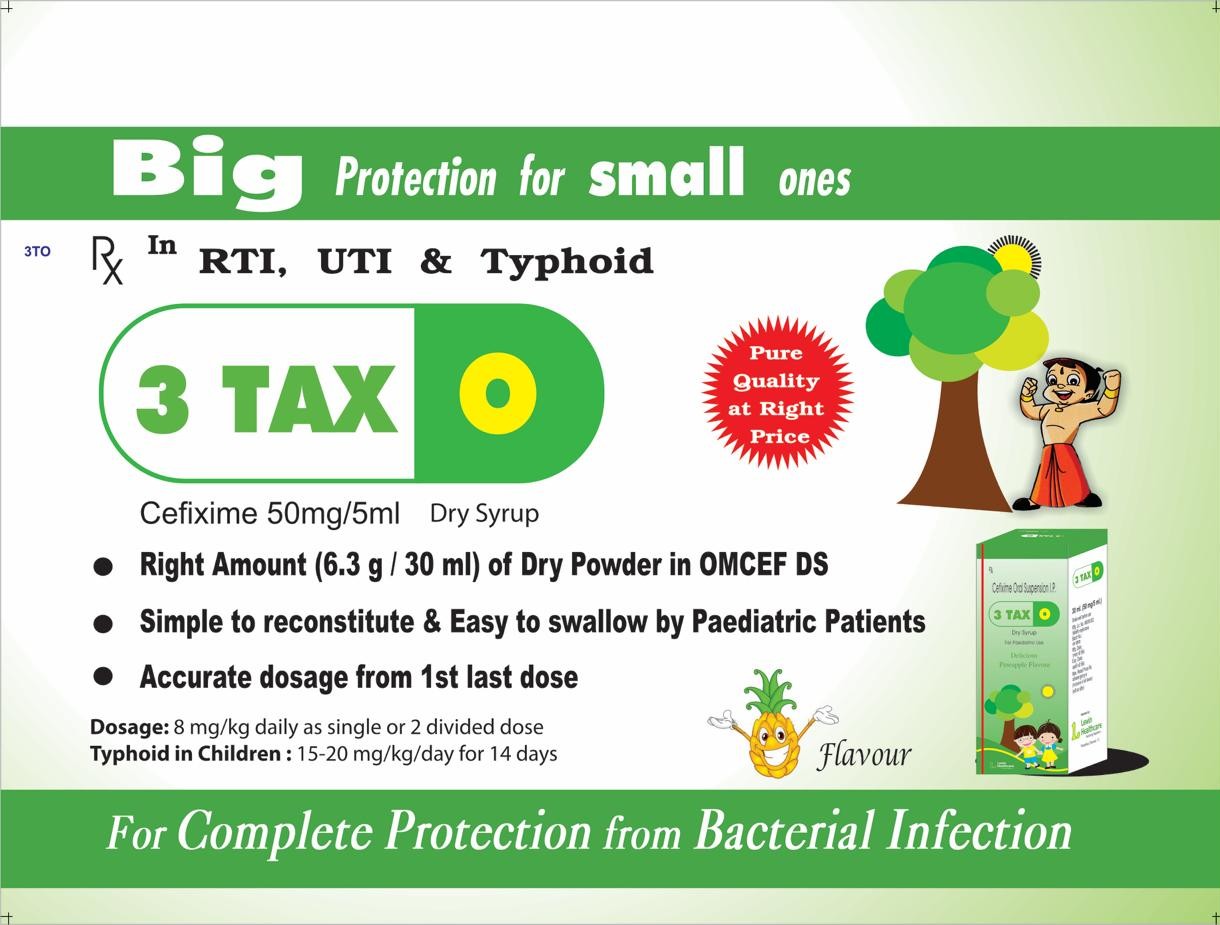 Big Protection for small ones
3TO
Rx In RTI, UTI & Typhoid
3 TAX O
Pure
Quality
at Right
Price
Cefixime 50mg/5ml Dry Syrup
● Right Amount (6.3 g / 30 ml) of Dry Powder in OMCEF DS
● Simple to reconstitute & Easy to swallow by Paediatric Patients
● Accurate dosage from 1st last dose
Dosage: 8 mg/kg daily as single or 2 divided dose
Typhoid in Children : 15-20 mg/kg/day for 14 days
Flavour
Cefixime Oral Suspension I.P.
3 TAX O
Dry Syrup
For Paediatric Use
Delicious
Pineapple Flavour
3 TAX O
30 ml. (50 mg/5 ml.)
Lewin
Healthcare
For Complete Protection from Bacterial Infection